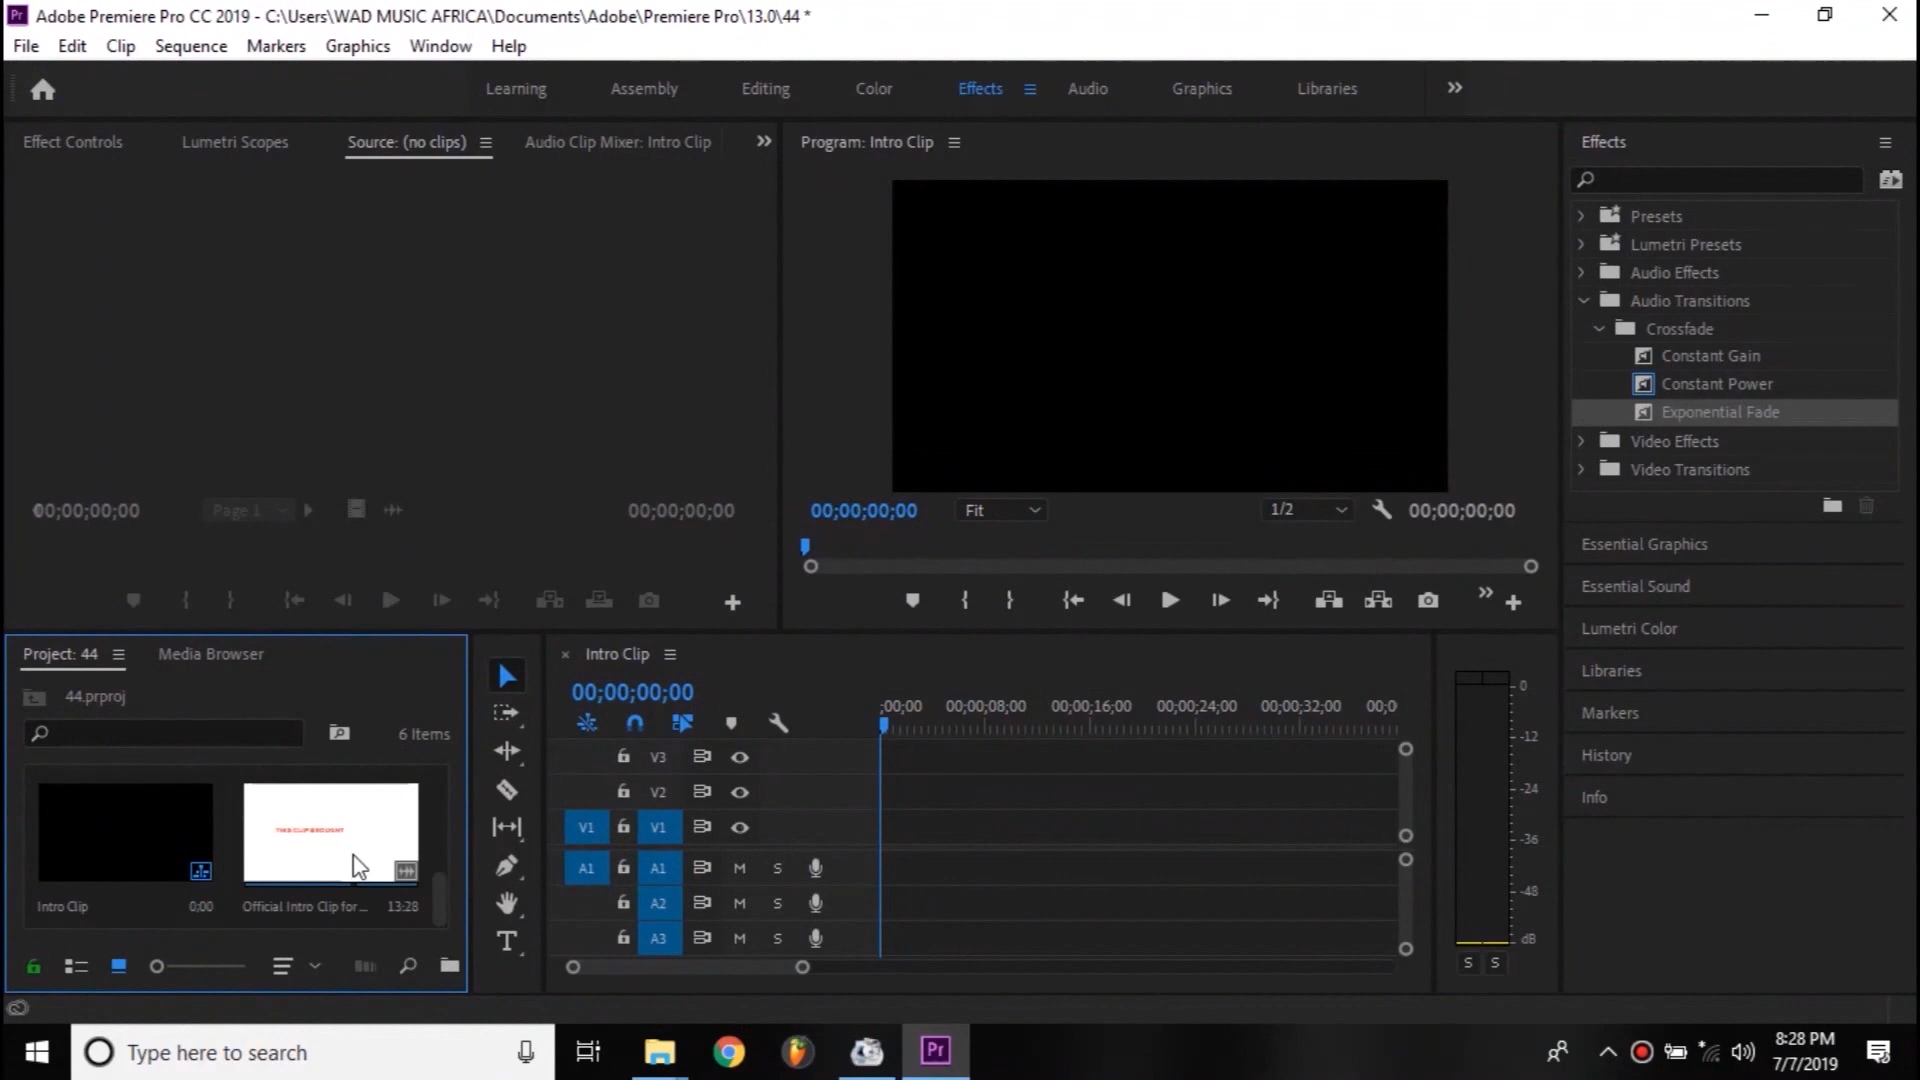 Pr Adobe Premiere Pro CC 2019 - C:\Users\WAD MUSIC AFRICA\Documents\Adobe\Premiere Pro\13.0\44 *
File Edit Clip Sequence Markers Graphics Window Help
Learning Assembly Editing Color Effects Audio Graphics Libraries
Effect Controls Lumetri Scopes Source: (no clips) Audio Clip Mixer: Intro Clip
Program: Intro Clip
Effects
Presets
Lumetri Presets
Audio Effects
Audio Transitions
Crossfade
Constant Gain
Constant Power
Exponential Fade
Video Effects
Video Transitions
00;00;00;00 Page 1 00;00;00;00
00;00;00;00 Fit 1/2 00;00;00;00
Essential Graphics
Essential Sound
Lumetri Color
Libraries
Markers
History
Info
Project: 44 Media Browser
44.prproj
6 Items
THIS CLIP BROUGHT
Intro Clip 0;00
Official Intro Clip for... 13:28
Intro Clip
00;00;00;00
;00;00 00;00;08;00 00;00;16;00 00;00;24;00 00;00;32;00 00;0
V3
V2
V1 V1
A1 A1 M S
A2 M S
A3 M S
0
-12
-24
-36
-48
dB
S S
Type here to search
Pr
8:28 PM
7/7/2019